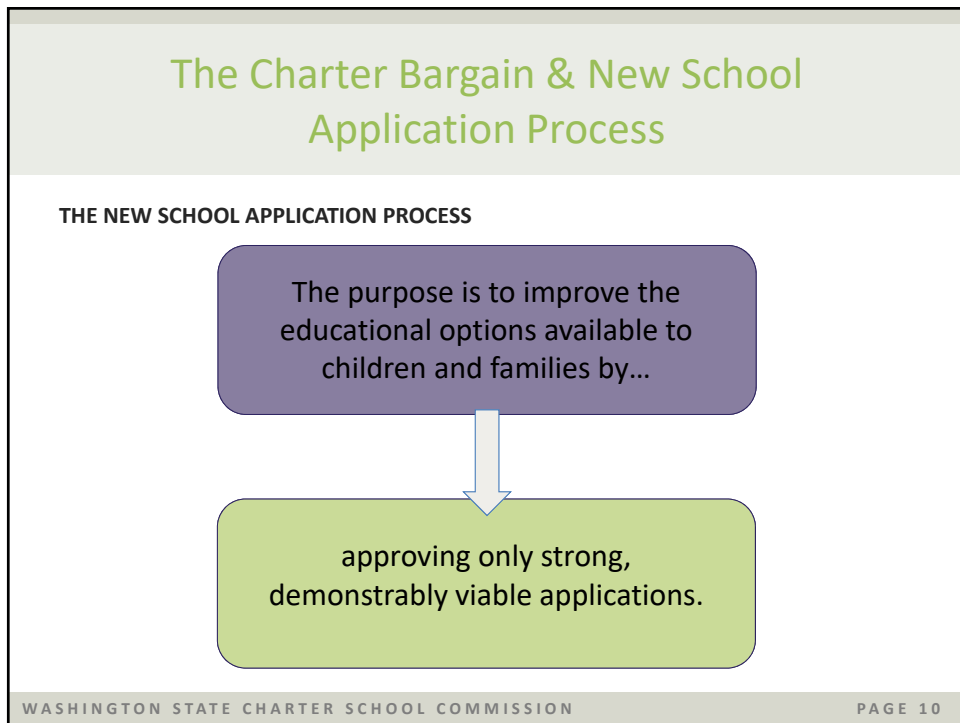 The Charter Bargain & New School
Application Process
THE NEW SCHOOL APPLICATION PROCESS
The purpose is to improve the
educational options available to
children and families by…
approving only strong,
demonstrably viable applications.
WASHINGTON STATE CHARTER SCHOOL COMMISSION PAGE 10